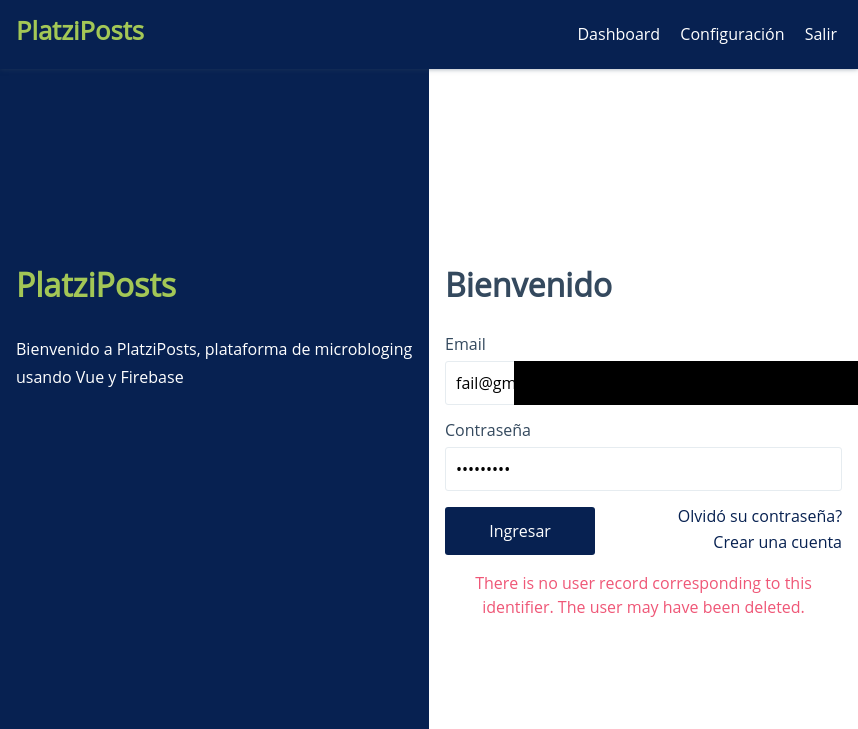 PlatziPosts
Dashboard Configuración Salir
PlatziPosts
Bienvenido a PlatziPosts, plataforma de microbloging
usando Vue y Firebase
Bienvenido
Email
fail@gm
Contraseña
•••••••••
Ingresar
Olvidó su contraseña?
Crear una cuenta
There is no user record corresponding to this
identifier. The user may have been deleted.